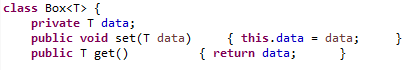 class Box<T> {
    private T data;
    public void set(T data)    { this.data = data;    }
    public T get()         { return data;      }